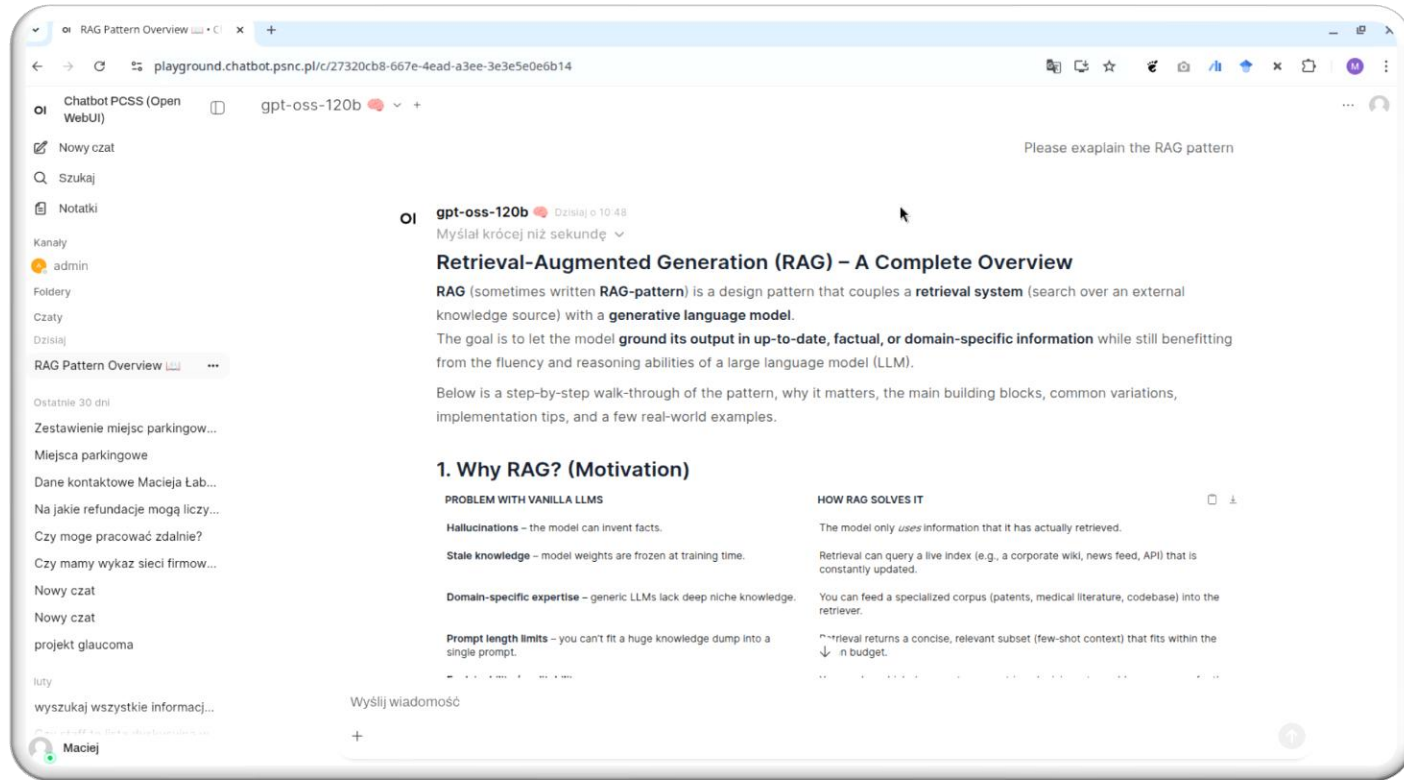 RAG Pattern Overview 📖 • C
playground.chatbot.psnc.pl/c/27320cb8-667e-4ead-a3ee-3e3e5e0e6b14
M
OI
Chatbot PCSS (Open
WebUI)
gpt-oss-120b 🧠
Nowy czat
Szukaj
Notatki
Kanały
admin
Foldery
Czaty
Dzisiaj
RAG Pattern Overview 📖 ...
Ostatnie 30 dni
Zestawienie miejsc parkingow...
Miejsca parkingowe
Dane kontaktowe Macieja Łab...
Na jakie refundacje mogą liczy...
Czy moge pracować zdalnie?
Czy mamy wykaz sieci firmow...
Nowy czat
Nowy czat
projekt glaucoma
luty
wyszukaj wszystkie informacj...
Maciej
Please exaplain the RAG pattern
OI
gpt-oss-120b 🧠 Dzisiaj o 10:48
Myślał krócej niż sekundę
Retrieval-Augmented Generation (RAG) – A Complete Overview
RAG (sometimes written RAG-pattern) is a design pattern that couples a retrieval system (search over an external
knowledge source) with a generative language model.
The goal is to let the model ground its output in up-to-date, factual, or domain-specific information while still benefitting
from the fluency and reasoning abilities of a large language model (LLM).
Below is a step-by-step walk-through of the pattern, why it matters, the main building blocks, common variations,
implementation tips, and a few real-world examples.
1. Why RAG? (Motivation)
PROBLEM WITH VANILLA LLMS HOW RAG SOLVES IT
Hallucinations – the model can invent facts. The model only uses information that it has actually retrieved.
Stale knowledge – model weights are frozen at training time. Retrieval can query a live index (e.g., a corporate wiki, news feed, API) that is
constantly updated.
Domain-specific expertise – generic LLMs lack deep niche knowledge. You can feed a specialized corpus (patents, medical literature, codebase) into the
retriever.
Prompt length limits – you can't fit a huge knowledge dump into a Retrieval returns a concise, relevant subset (few-shot context) that fits within the
single prompt. budget.
Wyślij wiadomość